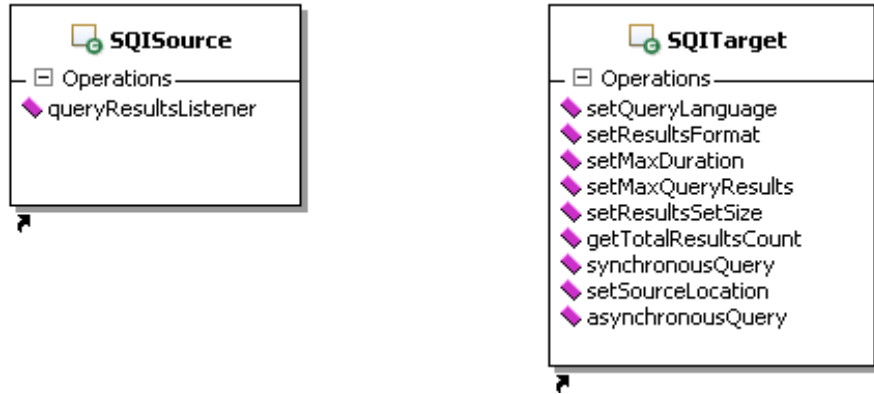 SQISource
Operations
queryResultsListener
SQITarget
Operations
setQueryLanguage
setResultsFormat
setMaxDuration
setMaxQueryResults
setResultsSetSize
getTotalResultsCount
synchronousQuery
setSourceLocation
asynchronousQuery